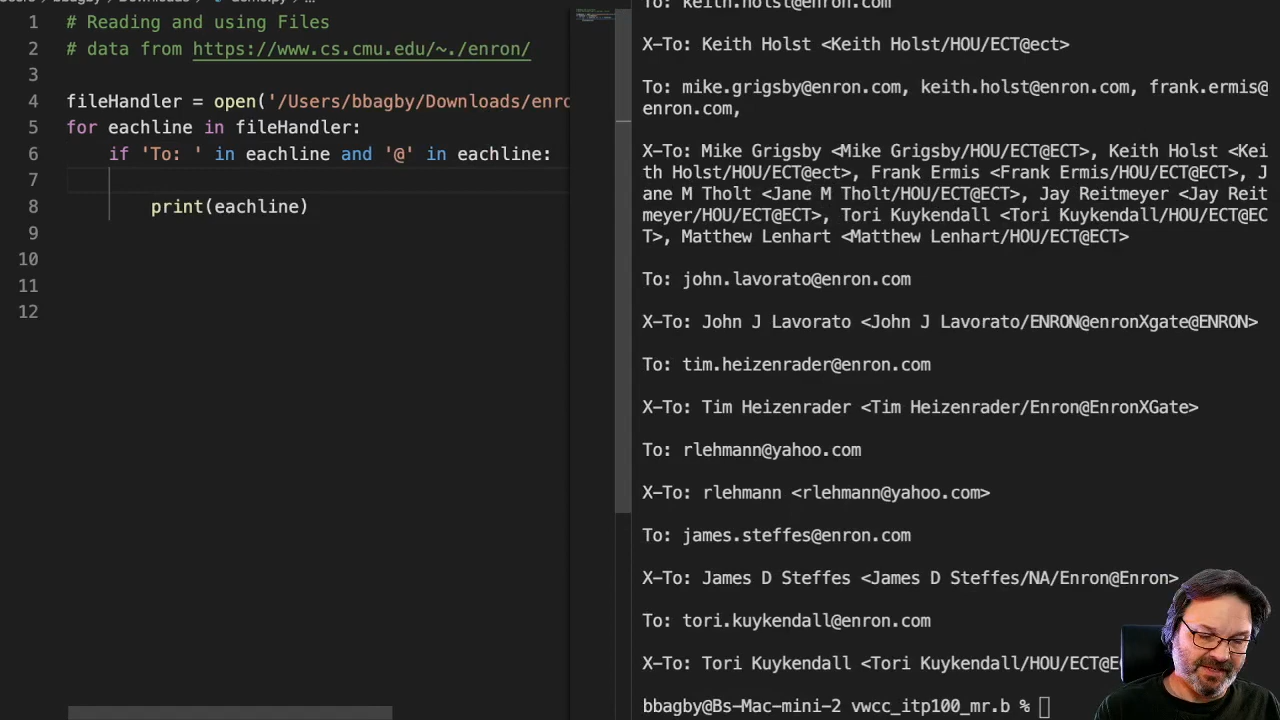 1 # Reading and using Files
2 # data from https://www.cs.cmu.edu/~./enron/
3
4 fileHandler = open('/Users/bbagby/Downloads/enro
5 for eachline in fileHandler:
6 if 'To: ' in eachline and '@' in eachline:
7
8 print(eachline)
9
10
11
12
To: keith.holst@enron.com
X-To: Keith Holst <Keith Holst/HOU/ECT@ect>
To: mike.grigsby@enron.com, keith.holst@enron.com, frank.ermis@
enron.com,
X-To: Mike Grigsby <Mike Grigsby/HOU/ECT@ECT>, Keith Holst <Kei
th Holst/HOU/ECT@ect>, Frank Ermis <Frank Ermis/HOU/ECT@ECT>, J
ane M Tholt <Jane M Tholt/HOU/ECT@ECT>, Jay Reitmeyer <Jay Reit
meyer/HOU/ECT@ECT>, Tori Kuykendall <Tori Kuykendall/HOU/ECT@EC
T>, Matthew Lenhart <Matthew Lenhart/HOU/ECT@ECT>
To: john.lavorato@enron.com
X-To: John J Lavorato <John J Lavorato/ENRON@enronXgate@ENRON>
To: tim.heizenrader@enron.com
X-To: Tim Heizenrader <Tim Heizenrader/Enron@EnronXGate>
To: rlehmann@yahoo.com
X-To: rlehmann <rlehmann@yahoo.com>
To: james.steffes@enron.com
X-To: James D Steffes <James D Steffes/NA/Enron@Enron>
To: tori.kuykendall@enron.com
X-To: Tori Kuykendall <Tori Kuykendall/HOU/ECT@E
bbagby@Bs-Mac-mini-2 vwcc_itp100_mr.b %